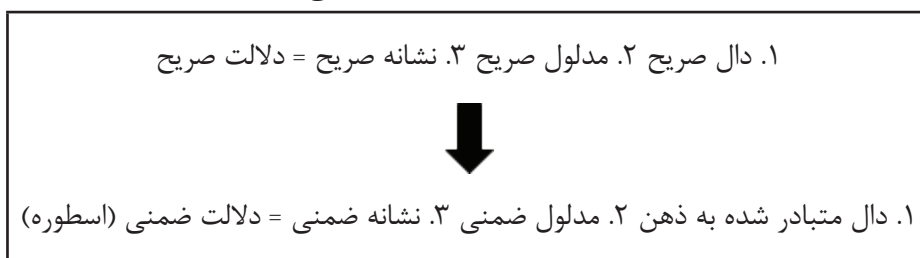 ۱. دال صریح ۲. مدلول صریح ۳. نشانه صریح = دلالت صریح
۱. دال متبادر شده به ذهن ۲. مدلول ضمنی ۳. نشانه ضمنی = دلالت ضمنی (اسطوره)